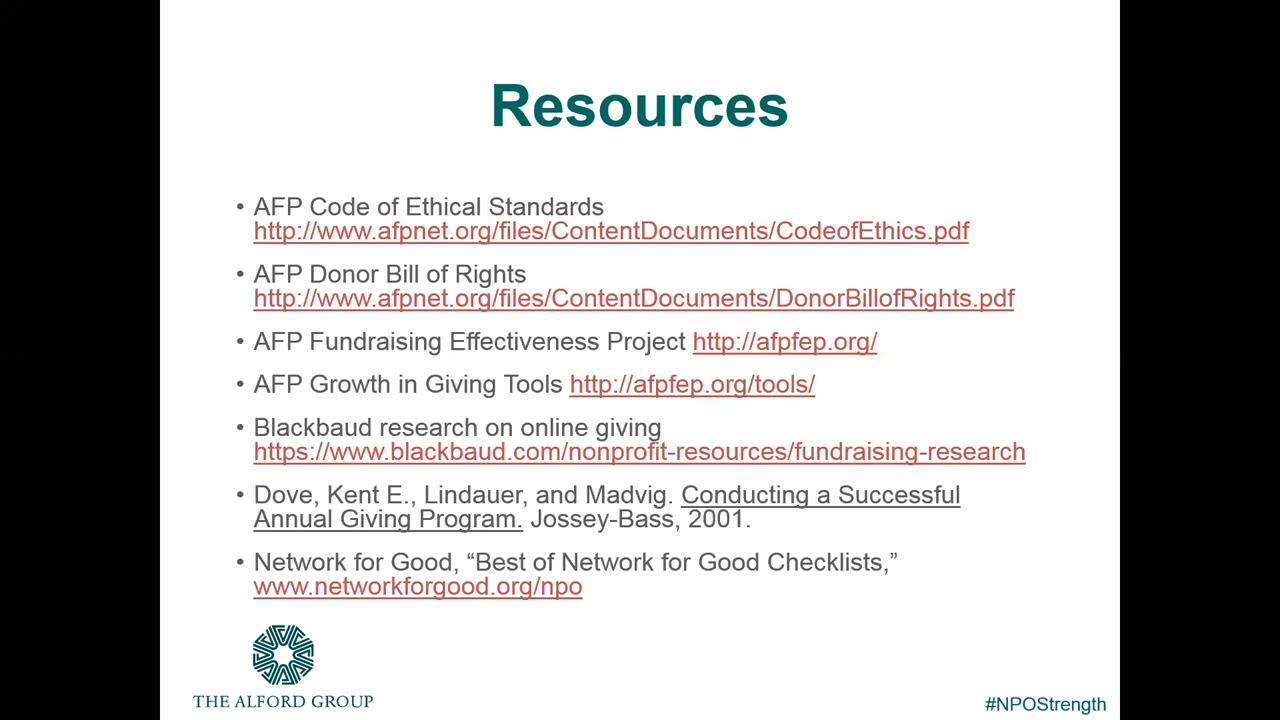 Resources
• AFP Code of Ethical Standards
http://www.afpnet.org/files/ContentDocuments/CodeofEthics.pdf
• AFP Donor Bill of Rights
http://www.afpnet.org/files/ContentDocuments/DonorBillofRights.pdf
• AFP Fundraising Effectiveness Project http://afpfep.org/
• AFP Growth in Giving Tools http://afpfep.org/tools/
• Blackbaud research on online giving
https://www.blackbaud.com/nonprofit-resources/fundraising-research
• Dove, Kent E., Lindauer, and Madvig. Conducting a Successful
Annual Giving Program. Jossey-Bass, 2001.
• Network for Good, “Best of Network for Good Checklists,”
www.networkforgood.org/npo
THE ALFORD GROUP
#NPOStrength